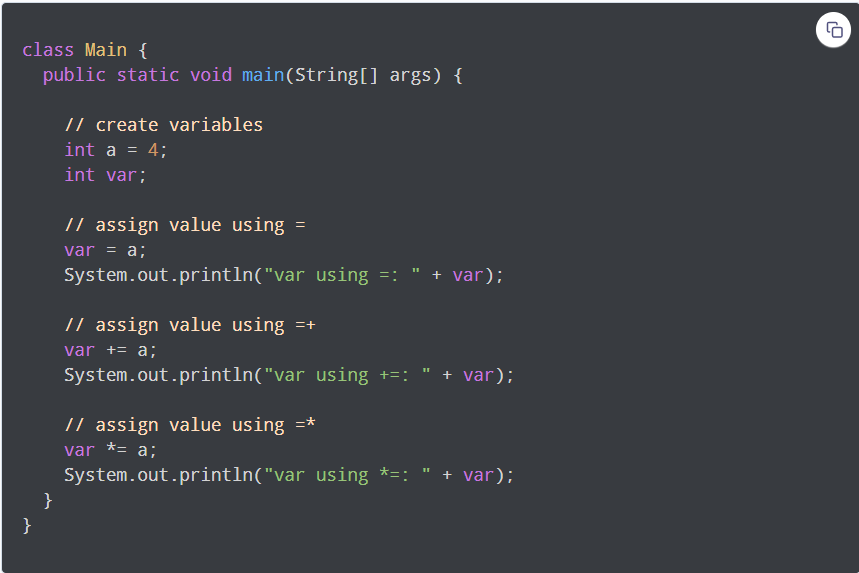 class Main {
  public static void main(String[] args) {

    // create variables
    int a = 4;
    int var;

    // assign value using =
    var = a;
    System.out.println("var using =: " + var);

    // assign value using =+
    var += a;
    System.out.println("var using +=: " + var);

    // assign value using =*
    var *= a;
    System.out.println("var using *=: " + var);
  }
}